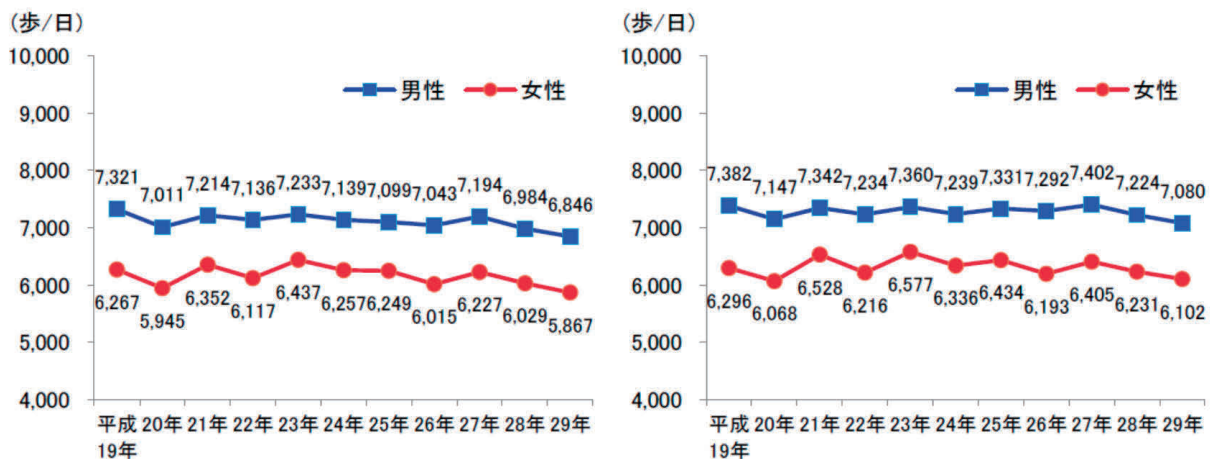 (歩/日)
10,000
9,000
8,000
7,000
6,000
5,000
4,000
男性 女性
7,321 7,011 7,214 7,136 7,233 7,139 7,099 7,043 7,194 6,984 6,846
6,267 5,945 6,352 6,117 6,437 6,257 6,249 6,015 6,227 6,029 5,867
平成 20年 21年 22年 23年 24年 25年 26年 27年 28年 29年
19年
(歩/日)
10,000
9,000
8,000
7,000
6,000
5,000
4,000
男性 女性
7,382 7,147 7,342 7,234 7,360 7,239 7,331 7,292 7,402 7,224 7,080
6,296 6,068 6,528 6,216 6,577 6,336 6,434 6,193 6,405 6,231 6,102
平成 20年 21年 22年 23年 24年 25年 26年 27年 28年 29年
19年